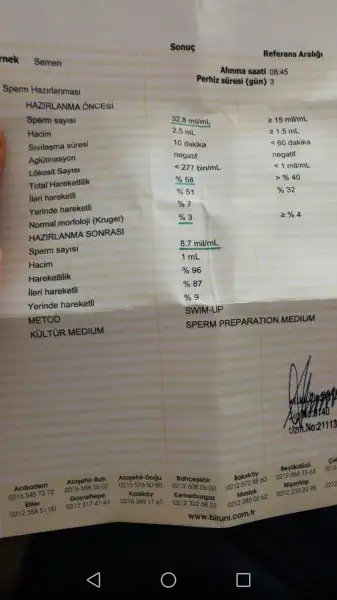 Sonuç Referans Aralığı
Semen
Alınma saati 08:45
Perhiz süresi (gün) 3
Sperm Hazırlanması
HAZIRLANMA ÖNCESİ
Sperm sayısı 32.8 mil/mL ≥ 15 mil/mL
Hacim 2.5 mL ≥ 1.5 mL
Sıvılaşma süresi 10 dakika < 60 dakika
Aglütinasyon negatif negatif
Lökosit Sayısı < 277 bin/mL < 1 mil/mL
Total Hareketlilik % 58 > % 40
İleri hareketli % 51 % 32
Yerinde hareketli % 7
Normal morfoloji (Kruger) % 3 ≥ % 4
HAZIRLANMA SONRASI
Sperm sayısı 8.7 mil/mL
Hacim 1 mL
Hareketlilik % 96
İleri hareketli % 87
Yerinde hareketli % 9
METOD SWIM-UP
KÜLTÜR MEDIUM SPERM PREPARATION MEDIUM
Uzm.No:21113
Acıbadem Ataşehir-Batı Ataşehir-Doğu Bahçeşehir Bakırköy Beylikdüzü
Etiler Gayrettepe Kadıköy Kemerburgaz Maslak Nişantaşı
www.biruni.com.tr